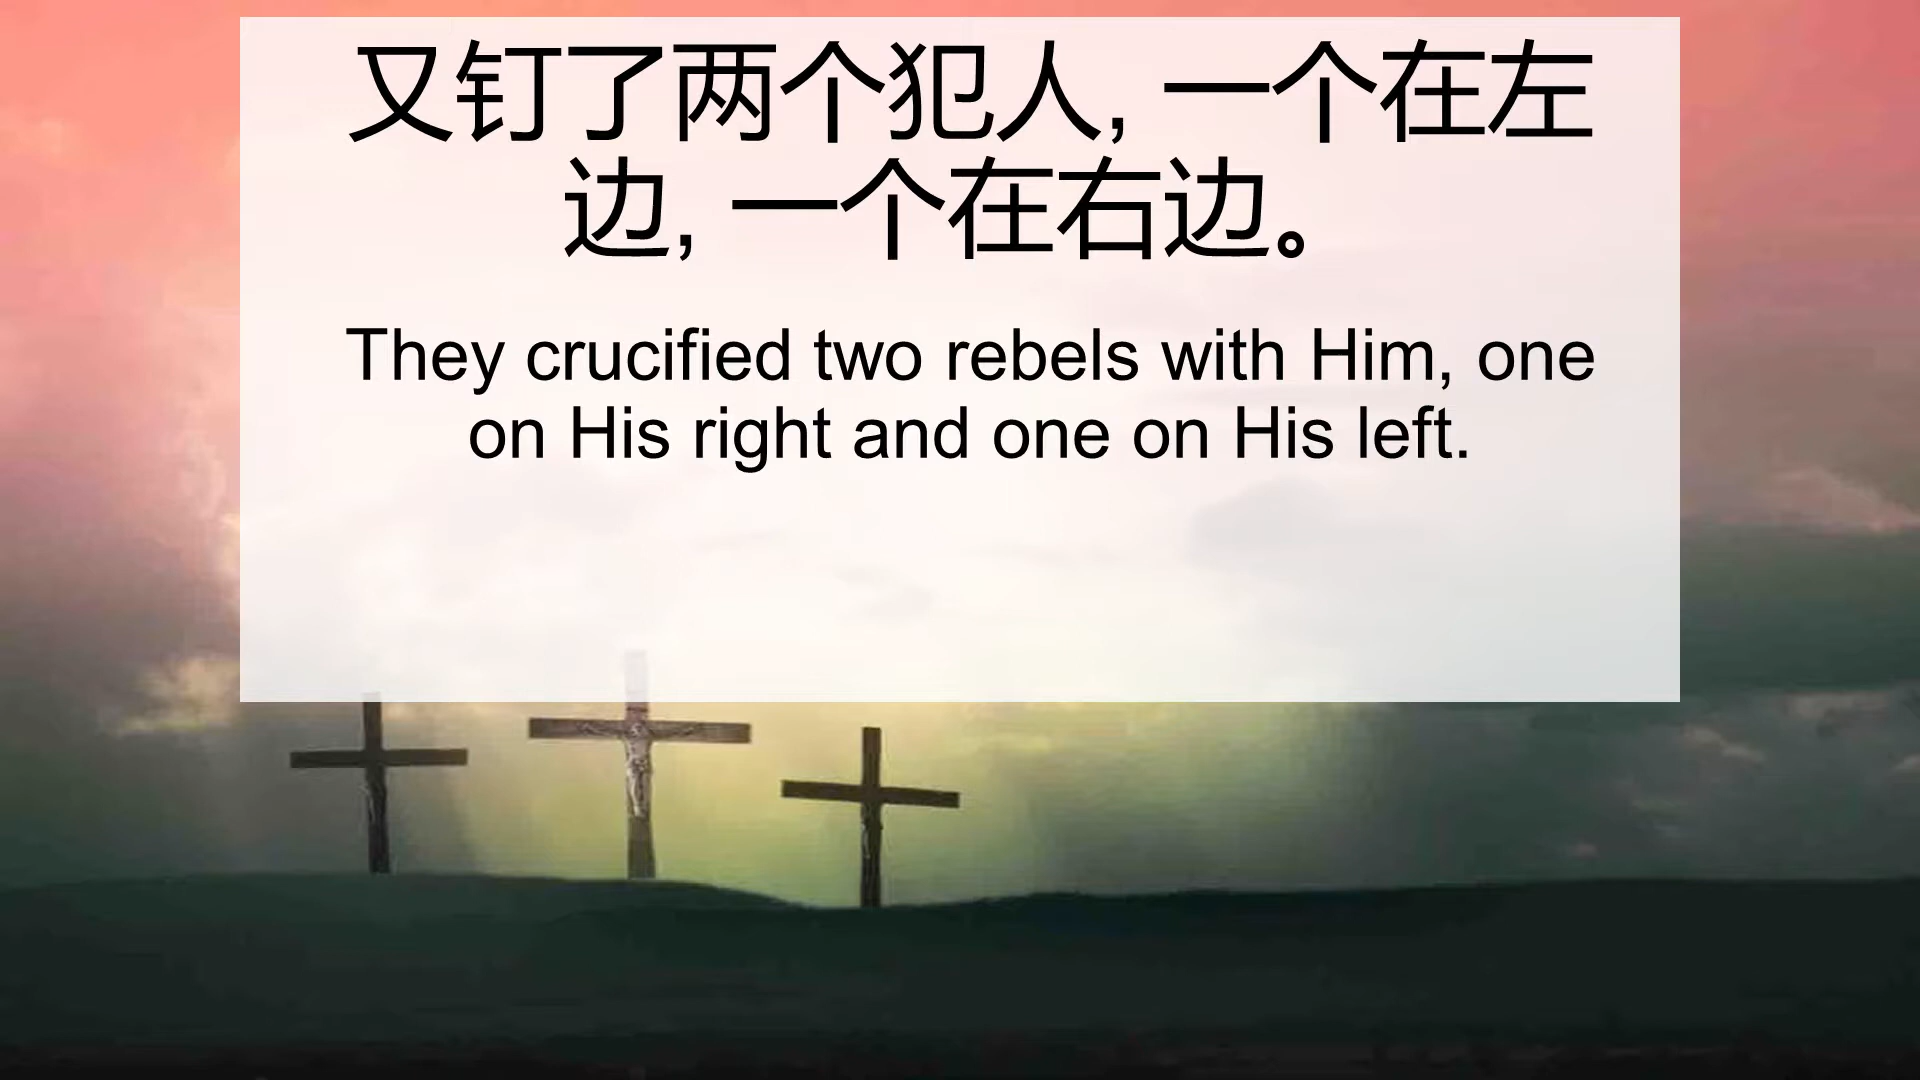 又钉了两个犯人, 一个在左
边, 一个在右边。
They crucified two rebels with Him, one
on His right and one on His left.